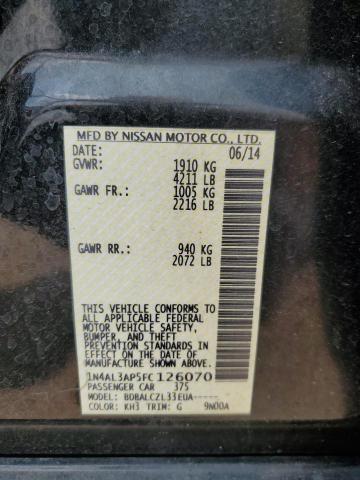 MFD BY NISSAN MOTOR CO., LTD.
DATE: 06/14
GVWR: 1910 KG
4211 LB
GAWR FR.: 1005 KG
2216 LB
GAWR RR.: 940 KG
2072 LB
THIS VEHICLE CONFORMS TO
ALL APPLICABLE FEDERAL
MOTOR VEHICLE SAFETY,
BUMPER, AND THEFT
PREVENTION STANDARDS IN
EFFECT ON THE DATE OF
MANUFACTURE SHOWN ABOVE.
1N4AL3AP5FC126070
PASSENGER CAR 375
MODEL: BDBALCZL33EUA-----
COLOR: KH3 TRIM: G 9N00A